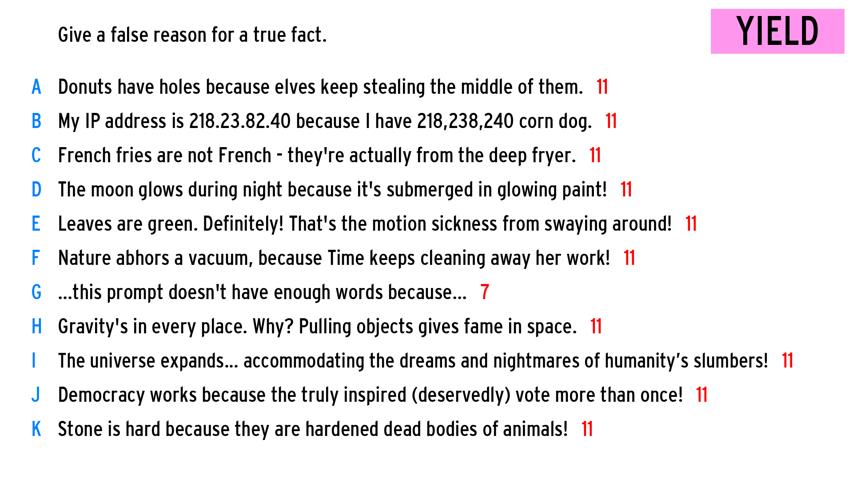 Give a false reason for a true fact.
YIELD
A Donuts have holes because elves keep stealing the middle of them. 11
B My IP address is 218.23.82.40 because I have 218,238,240 corn dog. 11
C French fries are not French - they're actually from the deep fryer. 11
D The moon glows during night because it's submerged in glowing paint! 11
E Leaves are green. Definitely! That's the motion sickness from swaying around! 11
F Nature abhors a vacuum, because Time keeps cleaning away her work! 11
G ...this prompt doesn't have enough words because... 7
H Gravity's in every place. Why? Pulling objects gives fame in space. 11
I The universe expands... accommodating the dreams and nightmares of humanity’s slumbers! 11
J Democracy works because the truly inspired (deservedly) vote more than once! 11
K Stone is hard because they are hardened dead bodies of animals! 11